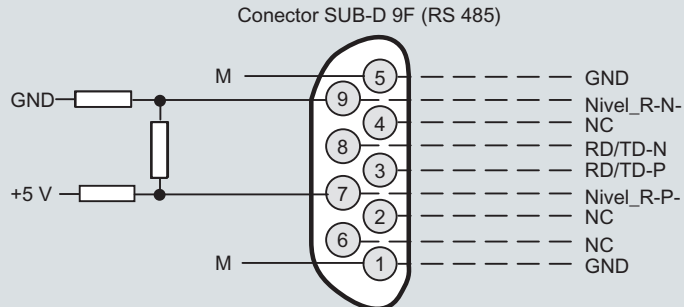 Conector SUB-D 9F (RS 485)
M
5
GND
GND
9
Nivel_R-N-
4
NC
8
RD/TD-N
3
RD/TD-P
+5 V
7
Nivel_R-P-
2
NC
6
NC
M
1
GND